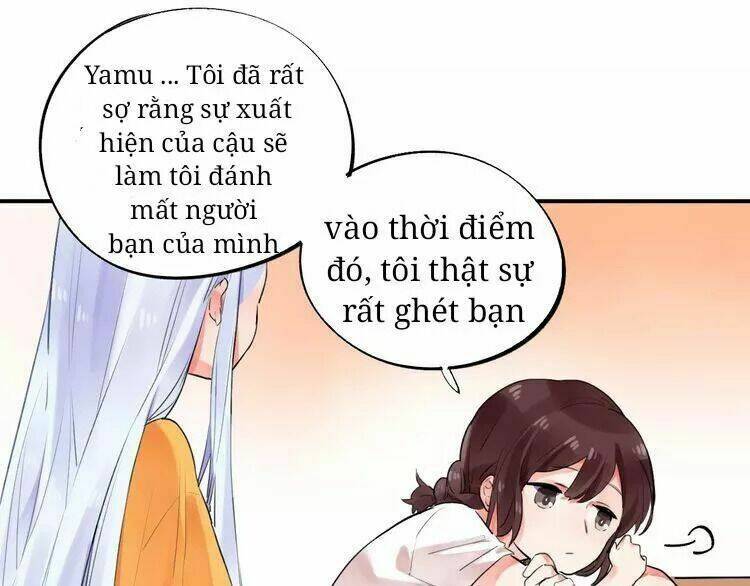 Yamu ... Tôi đã rất
sợ rằng sự xuất
hiện của cậu sẽ
làm tôi đánh
mất người
bạn của mình
vào thời điểm
đó, tôi thật sự
rất ghét bạn